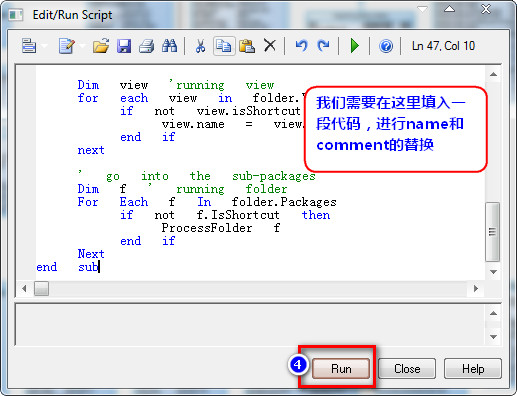 Edit/Run Script
Ln 47, Col 10
Dim view 'running view
for each view in folder.
if not view.isShortcut
view.name = view.
end if
next
' go into the sub-packages
Dim f ' running folder
For Each f In folder.Packages
if not f.IsShortcut then
ProcessFolder f
end if
Next
end sub
我们需要在这里填入一
段代码，进行name和
comment的替换
4
Run
Close
Help